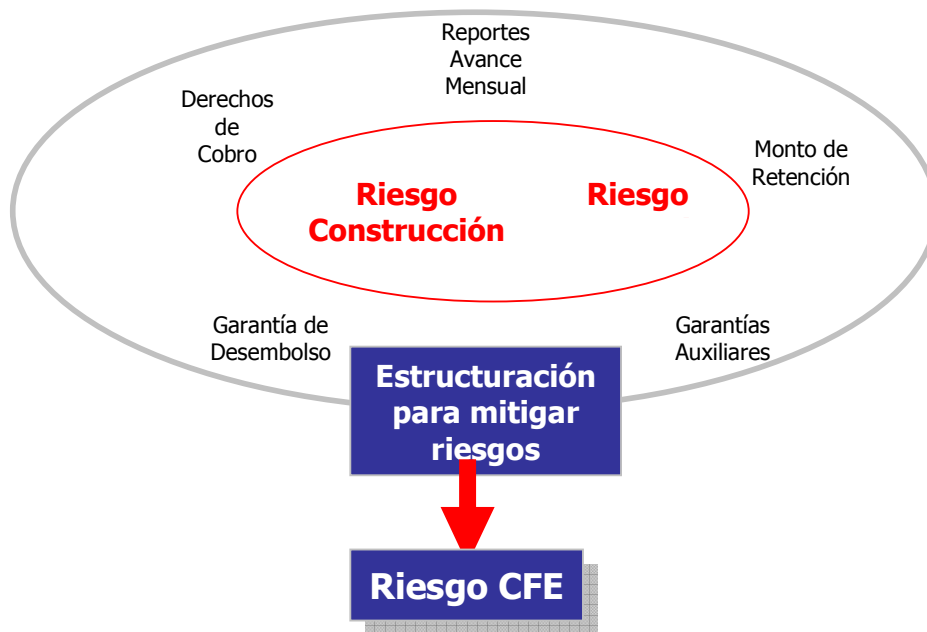 Reportes
Avance
Mensual
Derechos
de
Cobro
Monto de
Retención
Riesgo
Construcción
Riesgo
Garantía de
Desembolso
Garantías
Auxiliares
Estructuración
para mitigar
riesgos
Riesgo CFE